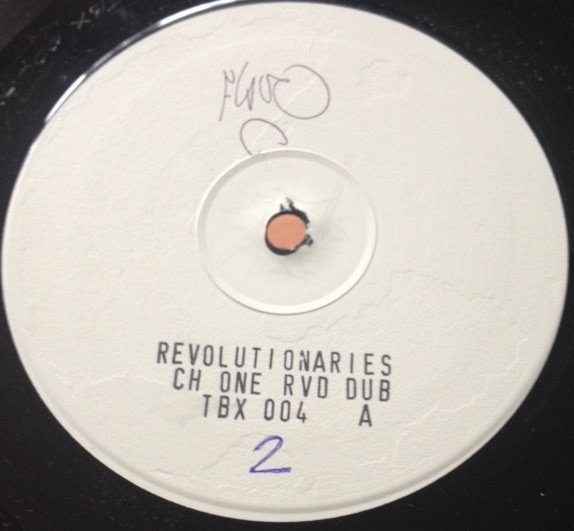 REVOLUTIONARIES
CH ONE RVD DUB
TBX 004 A
2